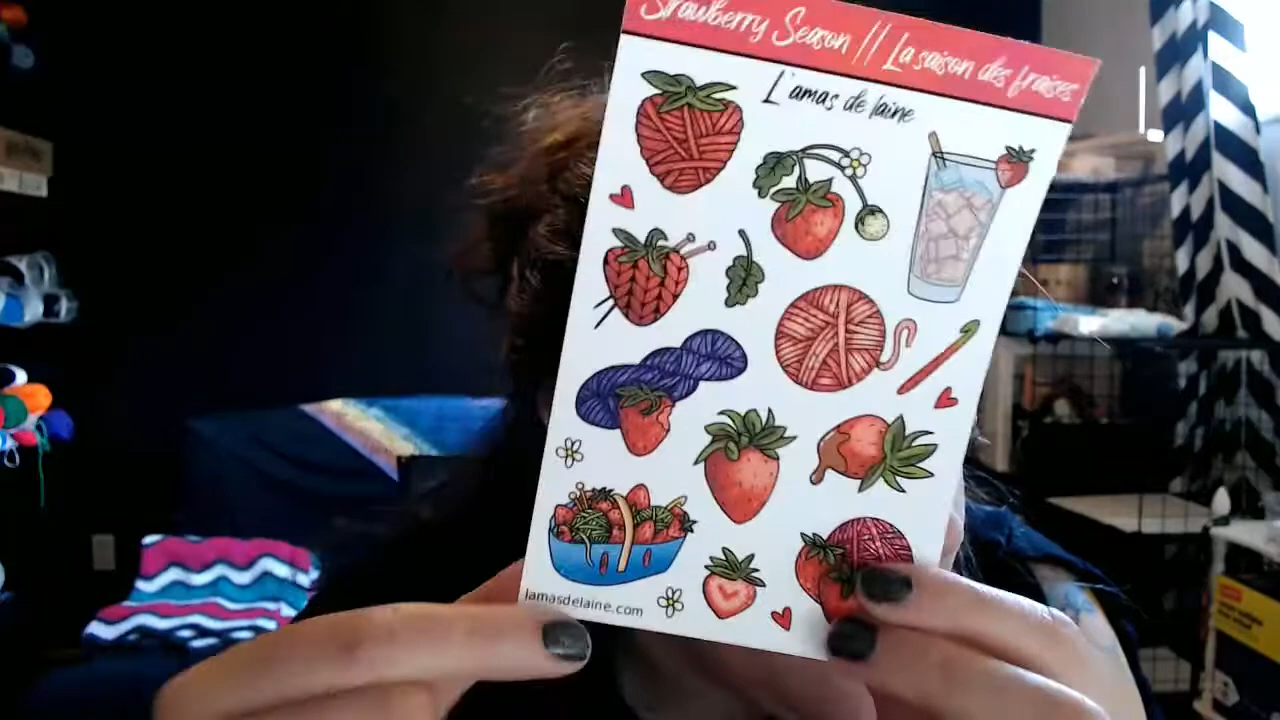 Strawberry Season // La saison des fraises
L'amas de laine
lamasdelaine.com